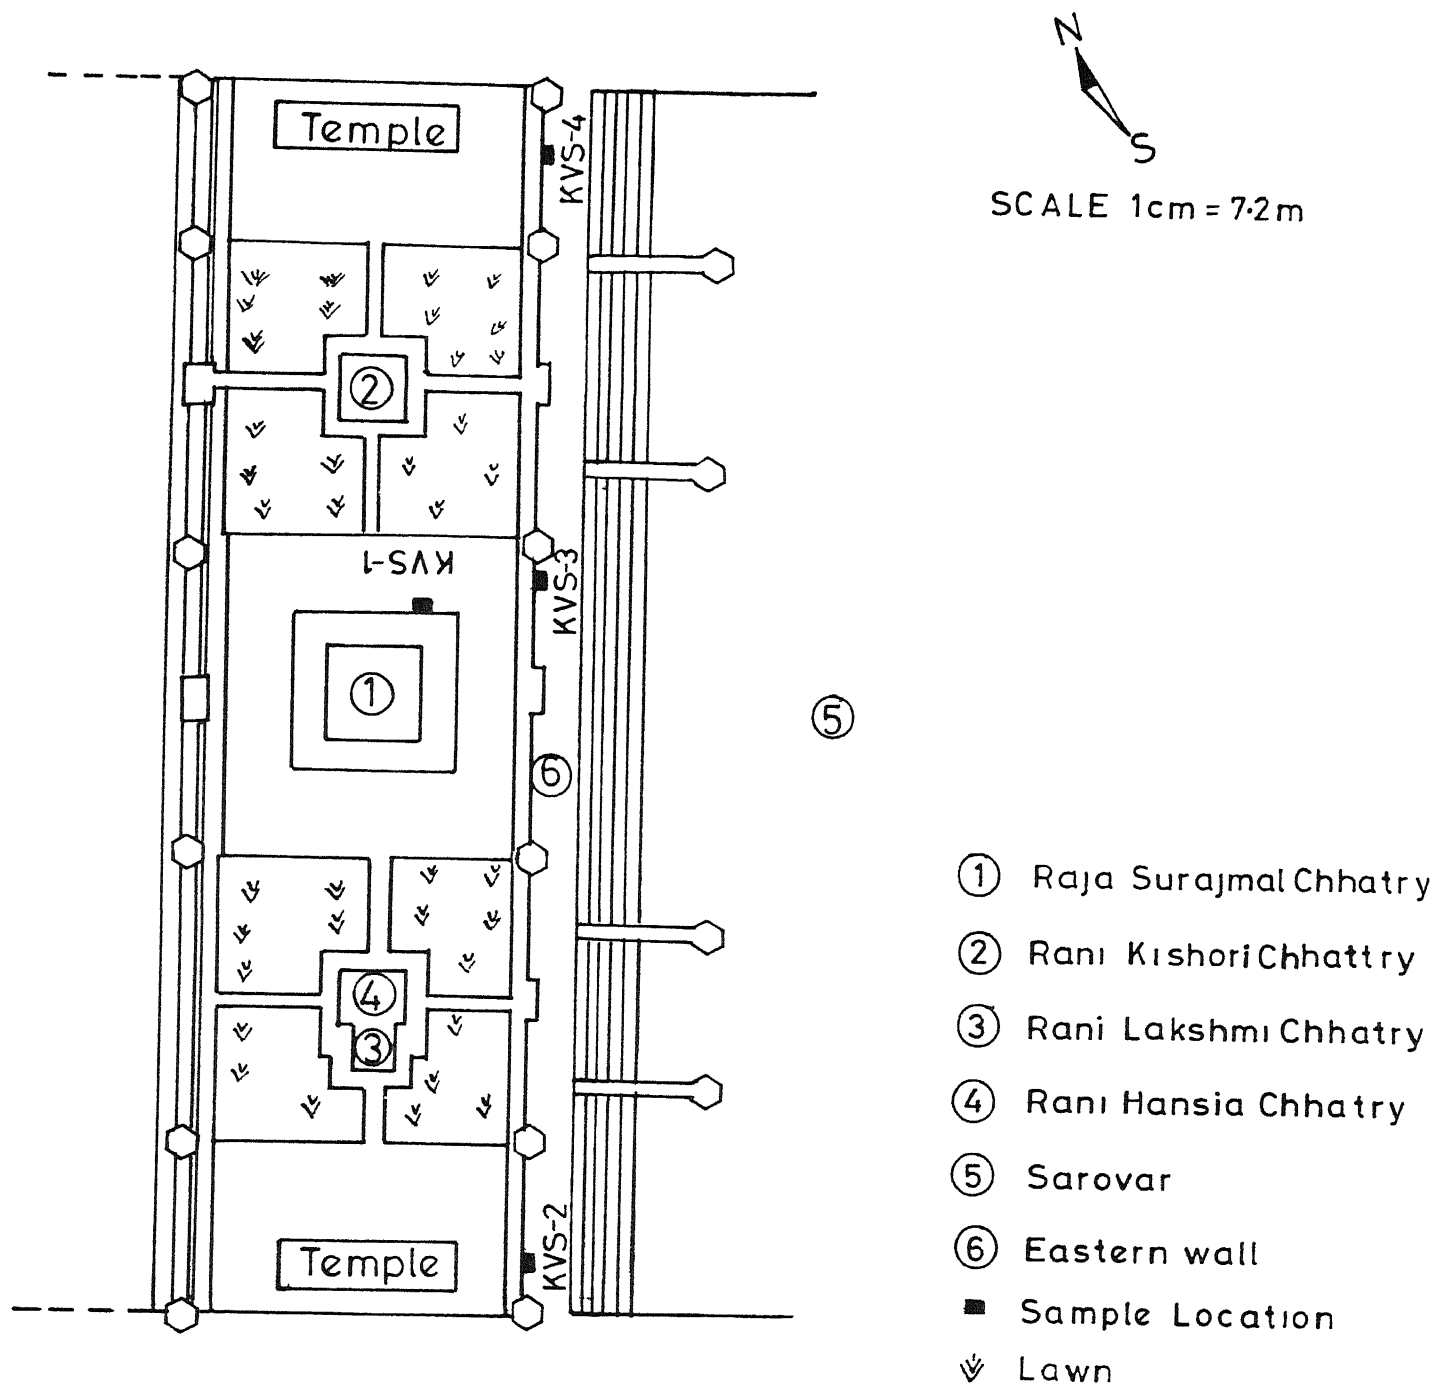 N
S
SCALE 1cm = 7.2m
Temple
KVS-4
2
KVS-1
KVS-3
1
5
6
4
3
KVS-2
Temple
1 Raja Surajmal Chhatry
2 Rani Kishori Chhattry
3 Rani Lakshmi Chhatry
4 Rani Hansia Chhatry
5 Sarovar
6 Eastern wall
Sample Location
Lawn